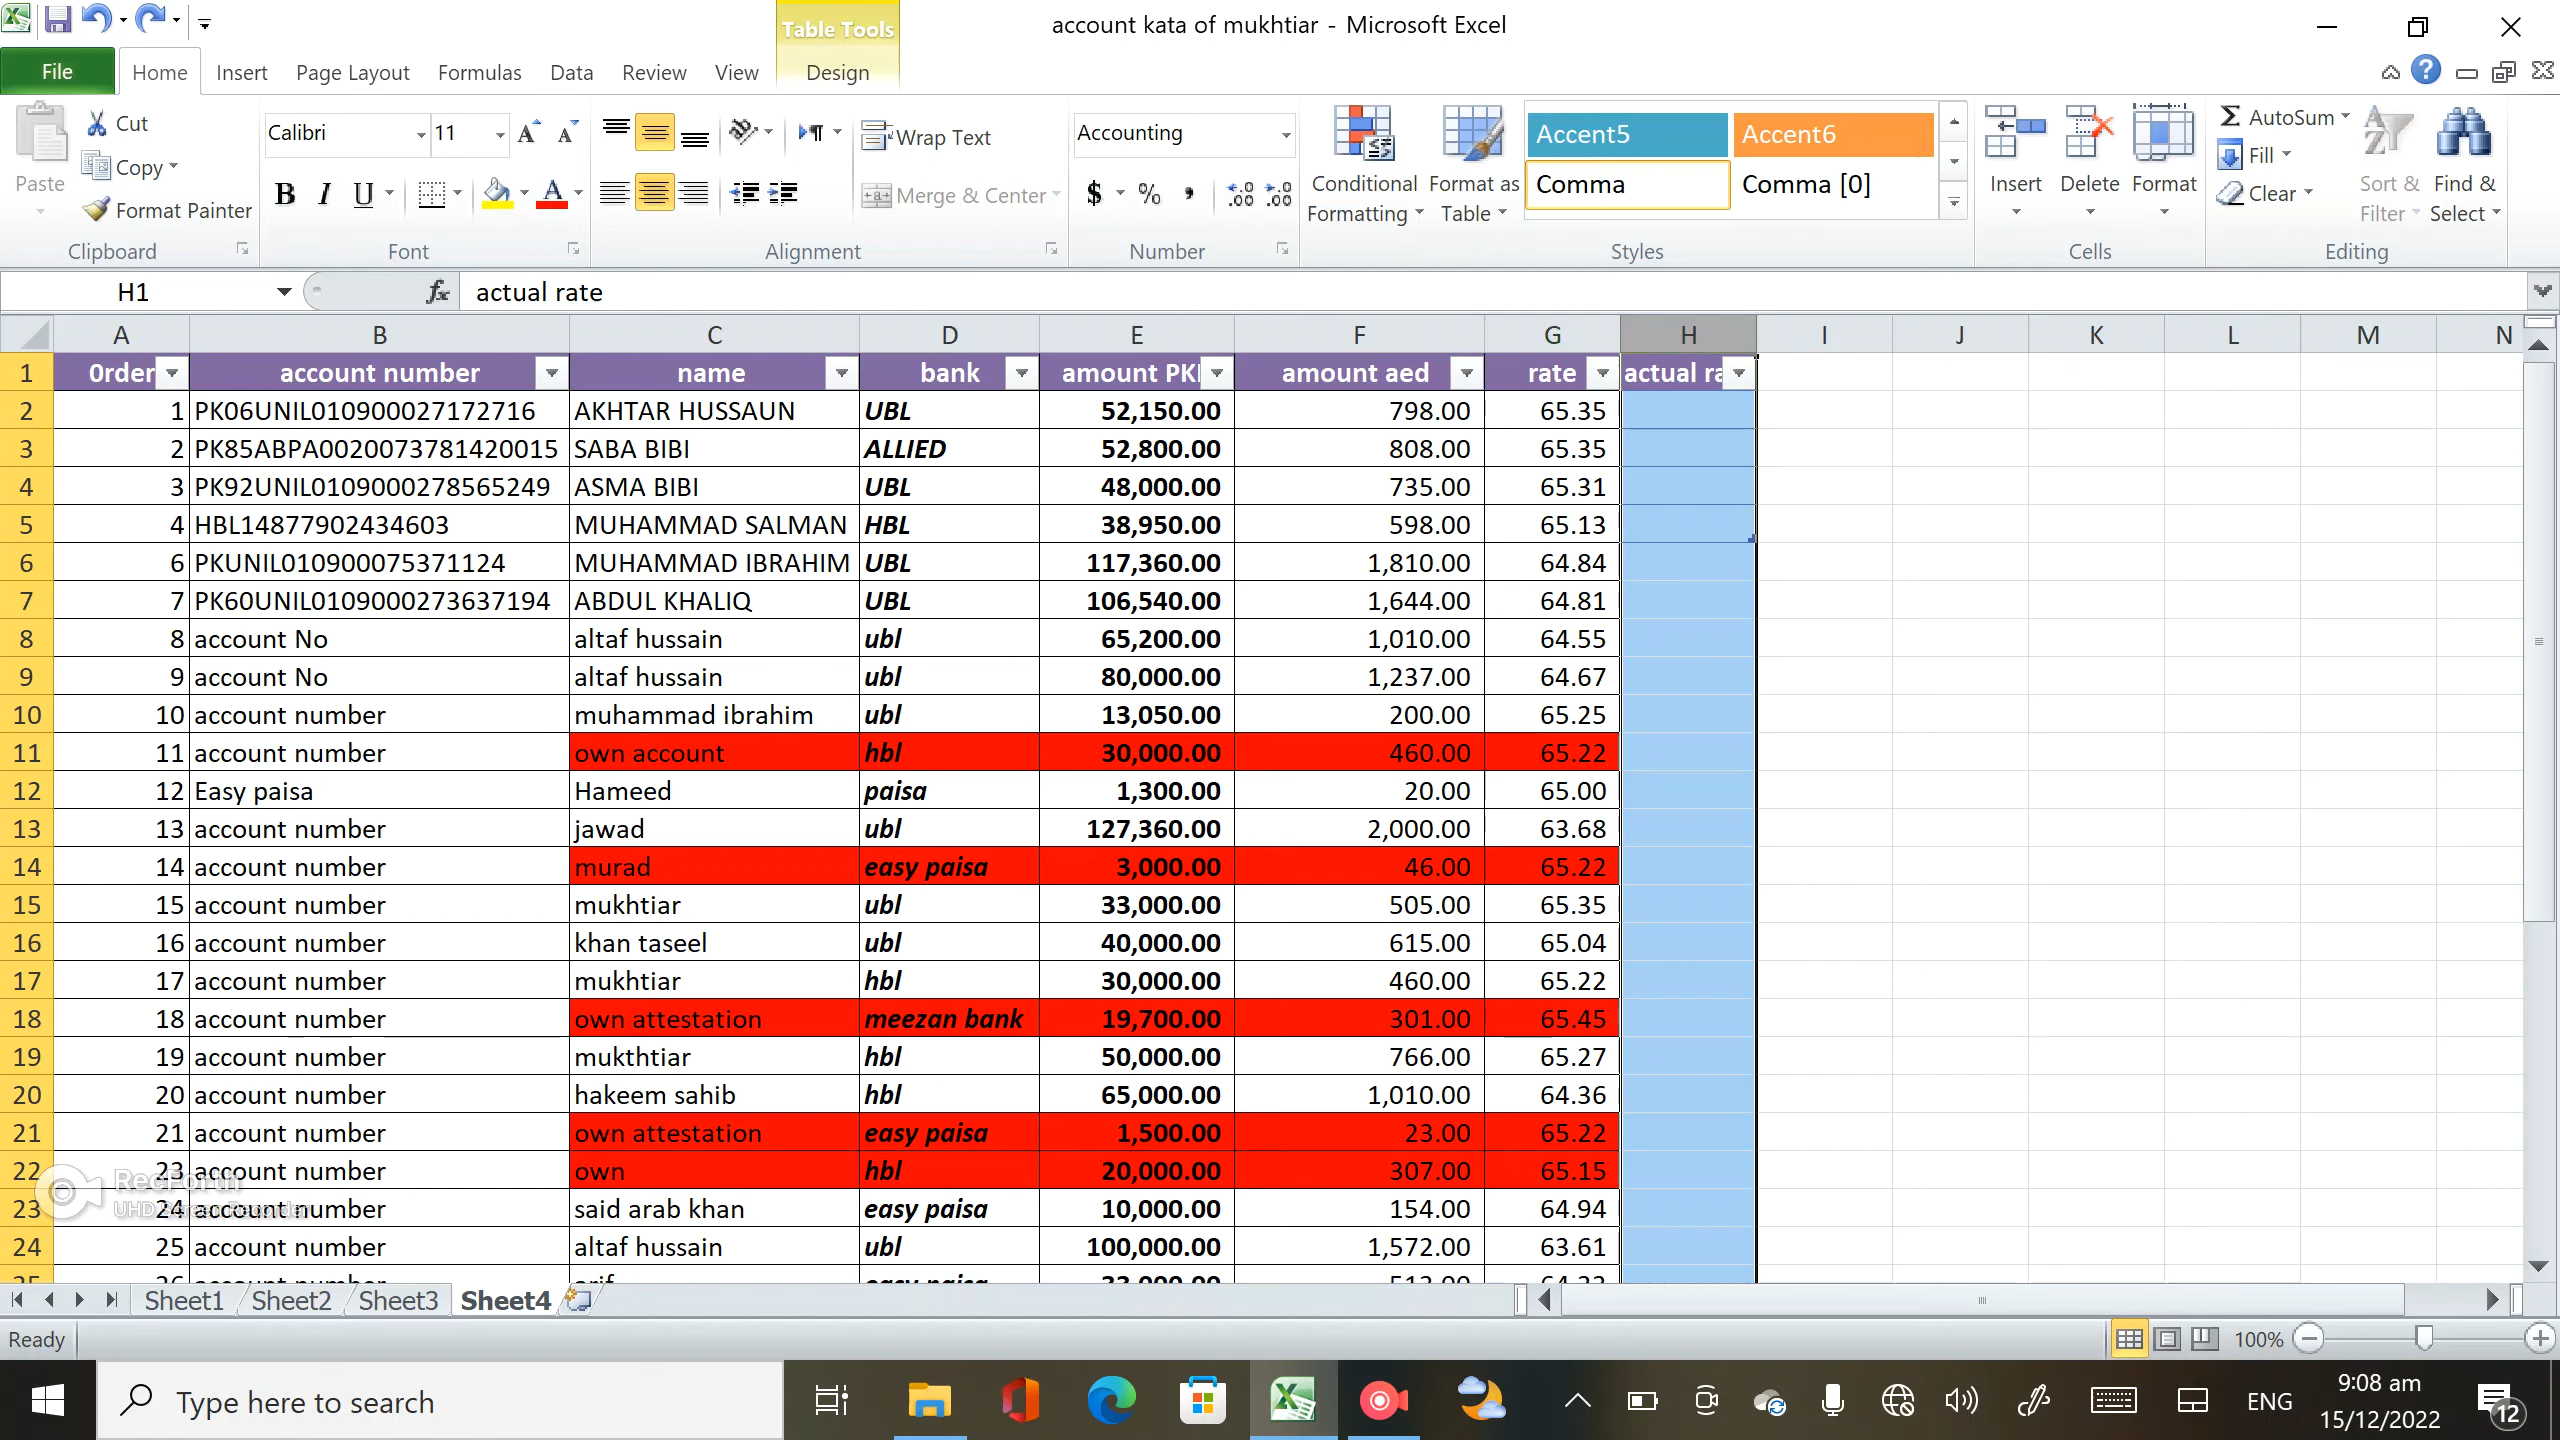 Table Tools
account kata of mukhtiar - Microsoft Excel
File Home Insert Page Layout Formulas Data Review View Design
Paste Cut Copy Format Painter
Clipboard
Calibri 11
B I U
Font
Wrap Text
Merge & Center
Alignment
Accounting
$ % ,
Number
Conditional Formatting
Format as Table
Accent5 Accent6
Comma Comma [0]
Styles
Insert Delete Format
Cells
AutoSum
Fill
Clear
Sort & Filter
Find & Select
Editing
H1 fx actual rate
A B C D E F G H I J K L M N
1 0rder account number name bank amount PK amount aed rate actual ra
2 1 PK06UNIL010900027172716 AKHTAR HUSSAUN UBL 52,150.00 798.00 65.35
3 2 PK85ABPA0020073781420015 SABA BIBI ALLIED 52,800.00 808.00 65.35
4 3 PK92UNIL0109000278565249 ASMA BIBI UBL 48,000.00 735.00 65.31
5 4 HBL14877902434603 MUHAMMAD SALMAN HBL 38,950.00 598.00 65.13
6 6 PKUNIL010900075371124 MUHAMMAD IBRAHIM UBL 117,360.00 1,810.00 64.84
7 7 PK60UNIL0109000273637194 ABDUL KHALIQ UBL 106,540.00 1,644.00 64.81
8 8 account No altaf hussain ubl 65,200.00 1,010.00 64.55
9 9 account No altaf hussain ubl 80,000.00 1,237.00 64.67
10 10 account number muhammad ibrahim ubl 13,050.00 200.00 65.25
11 11 account number own account hbl 30,000.00 460.00 65.22
12 12 Easy paisa Hameed paisa 1,300.00 20.00 65.00
13 13 account number jawad ubl 127,360.00 2,000.00 63.68
14 14 account number murad easy paisa 3,000.00 46.00 65.22
15 15 account number mukhtiar ubl 33,000.00 505.00 65.35
16 16 account number khan taseel ubl 40,000.00 615.00 65.04
17 17 account number mukhtiar hbl 30,000.00 460.00 65.22
18 18 account number own attestation meezan bank 19,700.00 301.00 65.45
19 19 account number mukthtiar hbl 50,000.00 766.00 65.27
20 20 account number hakeem sahib hbl 65,000.00 1,010.00 64.36
21 21 account number own attestation easy paisa 1,500.00 23.00 65.22
22 23 account number own hbl 20,000.00 307.00 65.15
23 24 account number said arab khan easy paisa 10,000.00 154.00 64.94
24 25 account number altaf hussain ubl 100,000.00 1,572.00 63.61
RecForth
UHD Screen Recorder
Sheet1 Sheet2 Sheet3 Sheet4
Ready 100%
Type here to search
ENG
9:08 am
15/12/2022
12